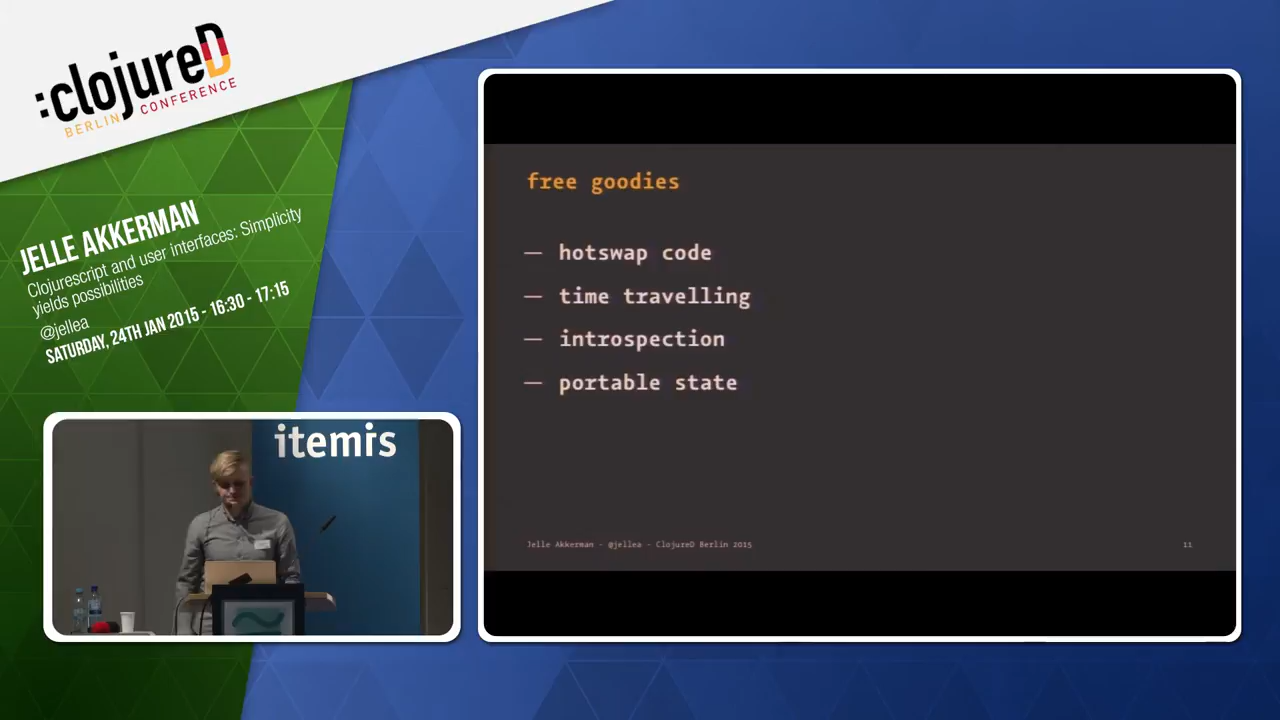 :clojureD
BERLIN CONFERENCE
JELLE AKKERMAN
Clojurescript and user interfaces: Simplicity
yields possibilities
@jellea
SATURDAY, 24TH JAN 2015 - 16:30 - 17:15
itemis
free goodies
— hotswap code
— time travelling
— introspection
— portable state
Jelle Akkerman - @jellea - ClojureD Berlin 2015
11